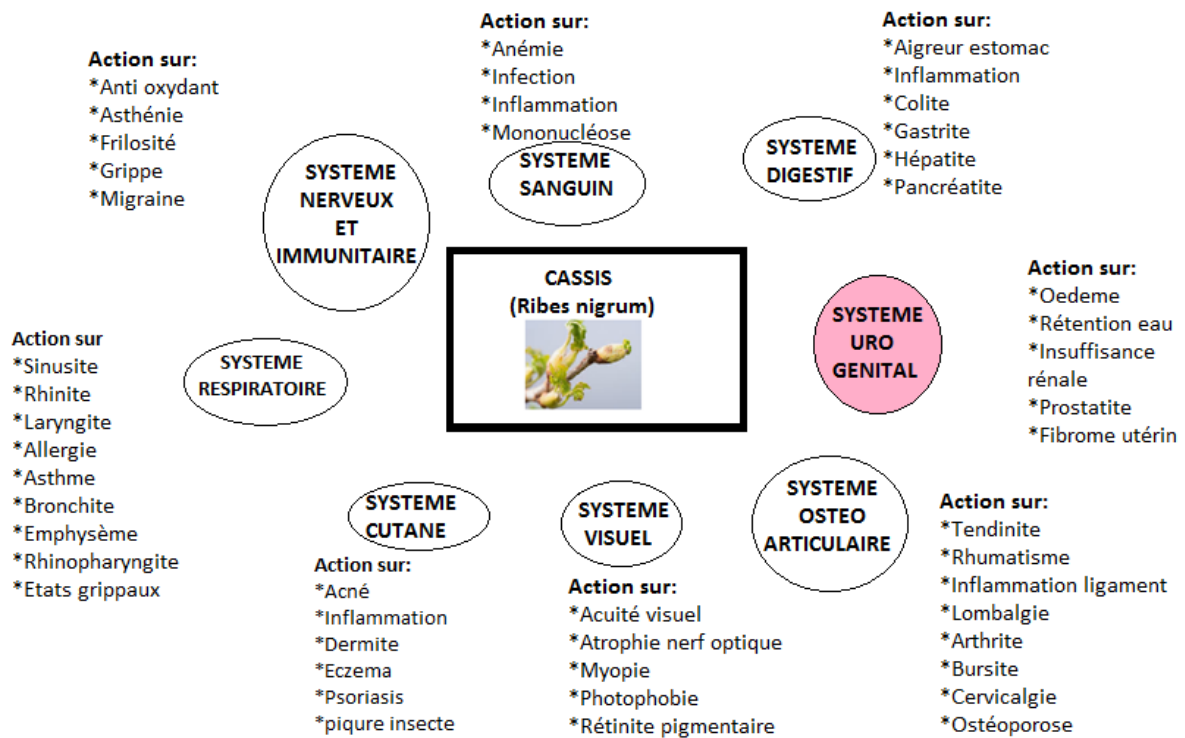 Action sur:
*Anti oxydant
*Asthénie
*Frilosité
*Grippe
*Migraine
SYSTEME
NERVEUX
ET
IMMUNITAIRE
Action sur:
*Anémie
*Infection
*Inflammation
*Mononucléose
SYSTEME
SANGUIN
Action sur:
*Aigreur estomac
*Inflammation
*Colite
*Gastrite
*Hépatite
*Pancréatite
SYSTEME
DIGESTIF
CASSIS
(Ribes nigrum)
SYSTEME
URO
GENITAL
Action sur:
*Oedeme
*Rétention eau
*Insuffisance
rénale
*Prostatite
*Fibrome utérin
Action sur
*Sinusite
*Rhinite
*Laryngite
*Allergie
*Asthme
*Bronchite
*Emphysème
*Rhinopharyngite
*Etats grippaux
SYSTEME
RESPIRATOIRE
SYSTEME
CUTANE
Action sur:
*Acné
*Inflammation
*Dermite
*Eczema
*Psoriasis
*piqure insecte
SYSTEME
VISUEL
Action sur:
*Acuité visuel
*Atrophie nerf optique
*Myopie
*Photophobie
*Rétinite pigmentaire
SYSTEME
OSTEO
ARTICULAIRE
Action sur:
*Tendinite
*Rhumatisme
*Inflammation ligament
*Lombalgie
*Arthrite
*Bursite
*Cervicalgie
*Ostéoporose